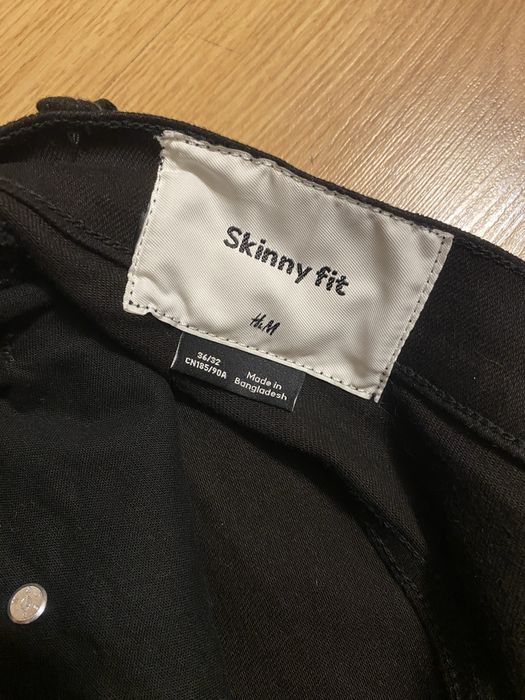 Skinny fit
H&M
36/32
CN185/90A
Made in
Bangladesh